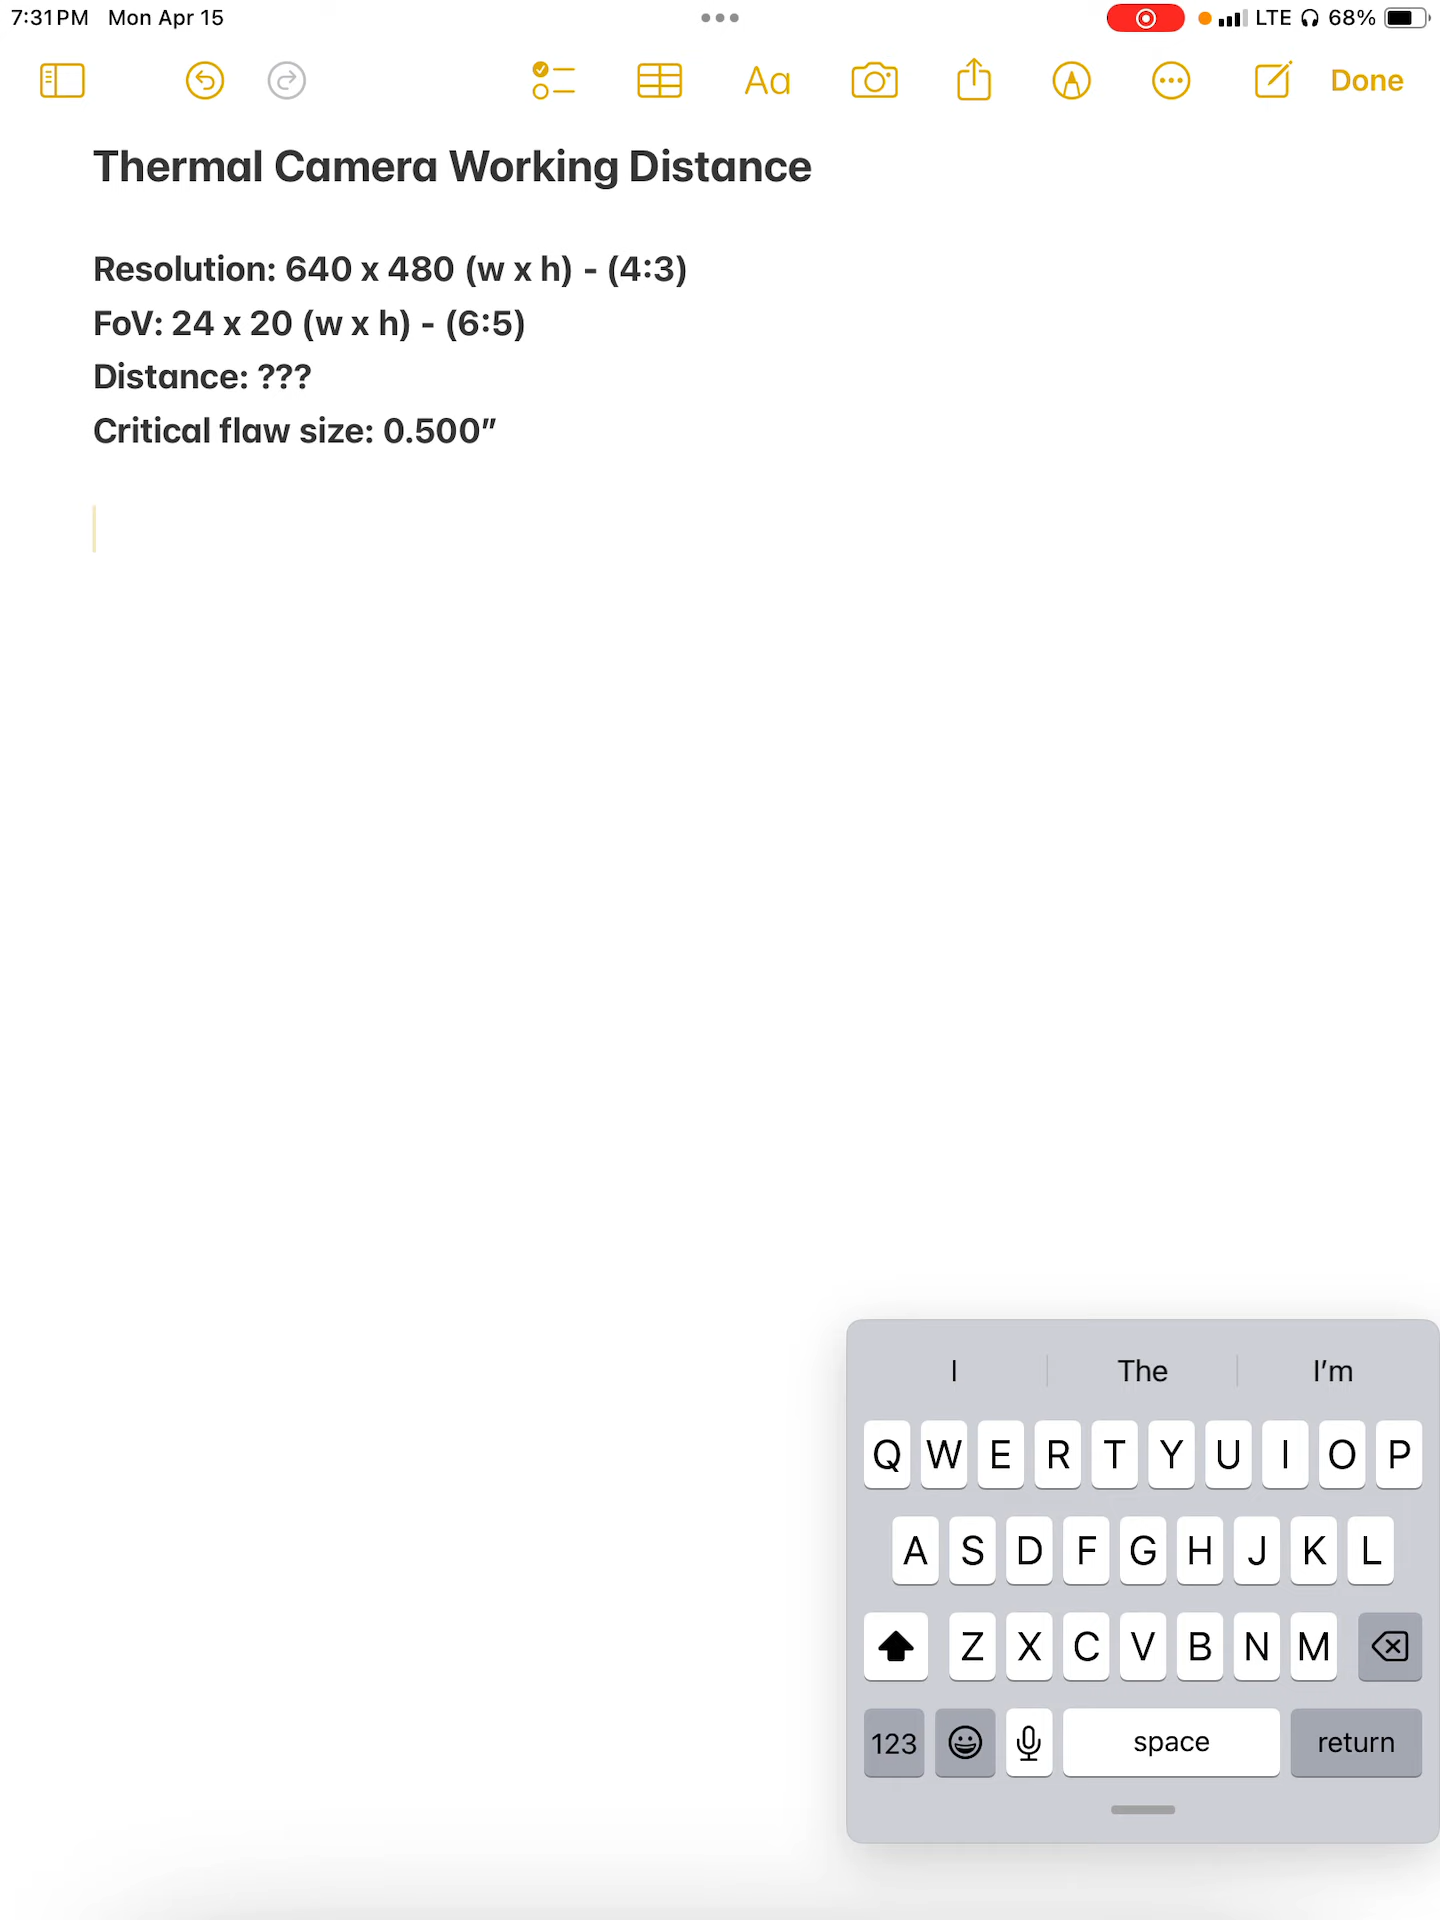 7:31 PM Mon Apr 15
LTE 68%
Aa
Done
Thermal Camera Working Distance
Resolution: 640 x 480 (w x h) - (4:3)
FoV: 24 x 20 (w x h) - (6:5)
Distance: ???
Critical flaw size: 0.500”
I The I’m
Q W E R T Y U I O P
A S D F G H J K L
Z X C V B N M
123 space return